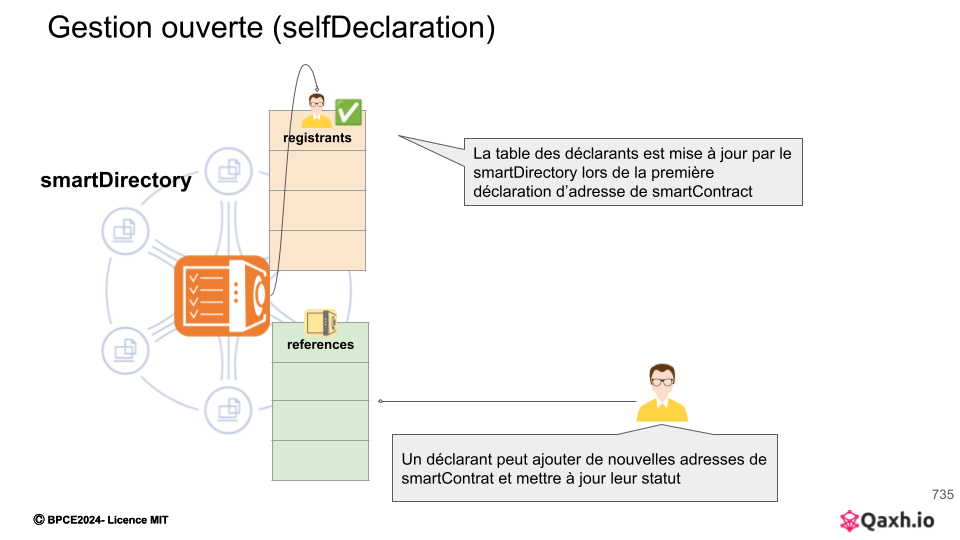 Gestion ouverte (selfDeclaration)
registrants
La table des déclarants est mise à jour par le
smartDirectory lors de la première
déclaration d’adresse de smartContract
smartDirectory
references
Un déclarant peut ajouter de nouvelles adresses de
smartContrat et mettre à jour leur statut
735
© BPCE2024- Licence MIT
Qaxh.io